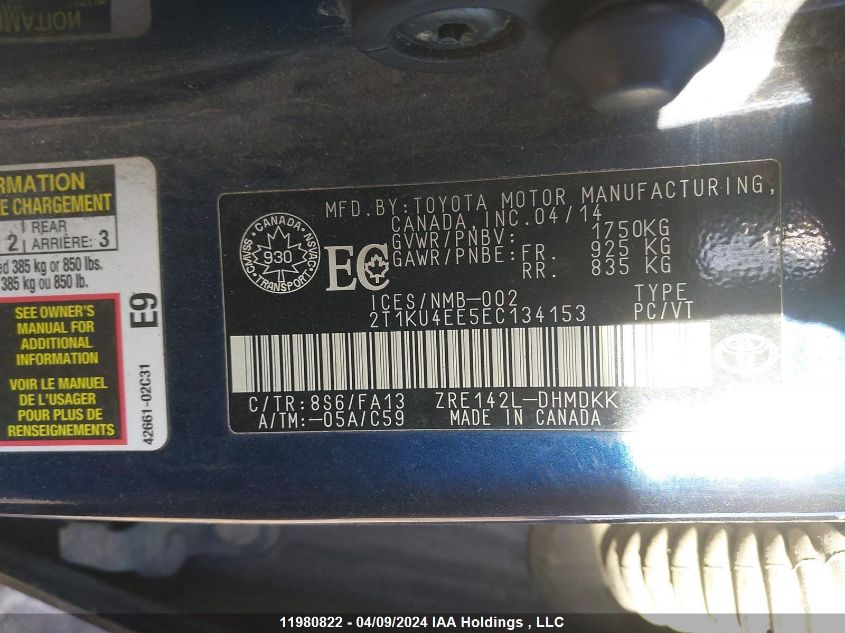 MATION
RMATION
E CHARGEMENT
2 REAR ARRIÈRE: 3
ed 385 kg or 850 lbs.
385 kg ou 850 lb.
SEE OWNER'S
MANUAL FOR
ADDITIONAL
INFORMATION
VOIR LE MANUEL
DE L'USAGER
POUR PLUS DE
RENSEIGNEMENTS
E9
42661-02C31
MFD.BY:TOYOTA MOTOR MANUFACTURING,
CANADA,INC.04/14
GVWR/PNBV: 1750KG
GAWR/PNBE:FR. 925 KG
RR. 835 KG
CANADA
CMVSS 930 NSVAC
TRANSPORT
EC
ICES/NMB-002 TYPE
2T1KU4EE5EC134153 PC/VT
TOYOTA
C/TR:8S6/FA13 ZRE142L-DHMDKK
A/TM:-05A/C59 MADE IN CANADA
11980822 - 04/09/2024 IAA Holdings , LLC